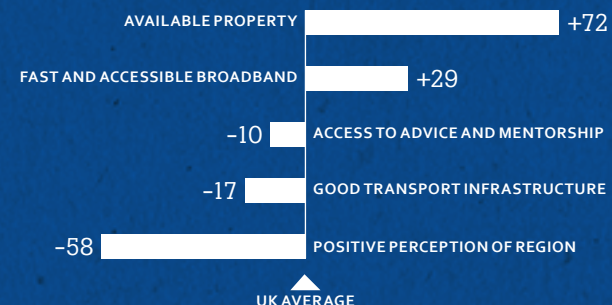 AVAILABLE PROPERTY +72
FAST AND ACCESSIBLE BROADBAND +29
-10 ACCESS TO ADVICE AND MENTORSHIP
-17 GOOD TRANSPORT INFRASTRUCTURE
-58 POSITIVE PERCEPTION OF REGION
UK AVERAGE